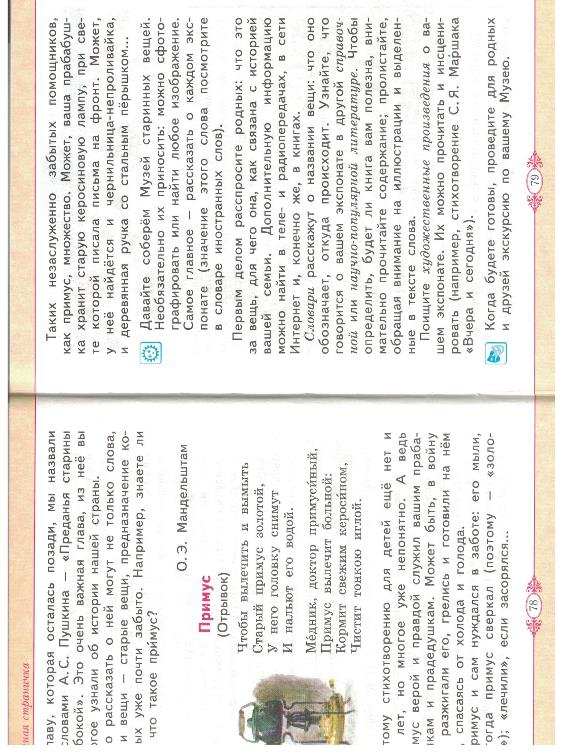 ная страничка
лаву, которая осталась позади, мы назвали
словами А. С. Пушкина — «Преданья старины
бокой». Это очень важная глава, из неё вы
гое узнали об истории нашей страны.
о рассказать о ней могут не только слова,
и вещи — старые вещи, предназначение ко-
ых уже почти забыто. Например, знаете ли
что такое примус?
О. Э. Мандельштам
Примус
(Отрывок)
Чтобы вылечить и вымыть
Старый примус золотой,
У него головку снимут
И нальют его водой.
Ме́дник, доктор примусиный,
Примус вылечит больной:
Кормит свежим керосином,
Чистит тонкою иглой.
тому стихотворению для детей ещё нет и
лет, но многое уже непонятно. А ведь
мус верой и правдой служил вашим праба-
кам и прадедушкам. Может быть, в войну
разжигали его, грелись и готовили на нём
спасаясь от холода и голода.
римус и сам нуждался в заботе: его мыли,
огда примус сверкал (поэтому — «золо-
»); «лечили», если засорялся...
78
Таких незаслуженно забытых помощников,
как примус, множество. Может, ваша прабабуш-
ка хранит старую керосиновую лампу, при све-
те которой писала письма на фронт. Может,
у неё найдётся и чернильница-непроливайка,
и деревянная ручка со стальным пёрышком...
Давайте соберем Музей старинных вещей.
Необязательно их приносить: можно сфото-
графировать или найти любое изображение.
Самое главное — рассказать о каждом экс-
понате (значение этого слова посмотрите
в словаре иностранных слов).
Первым делом расспросите родных: что это
за вещь, для чего она, как связана с историей
вашей семьи. Дополнительную информацию
можно найти в теле- и радиопередачах, в сети
Интернет и, конечно же, в книгах.
Словари расскажут о названии вещи: что оно
обозначает, откуда происходит. Узнайте, что
говорится о вашем экспонате в другой справоч-
ной или научно-популярной литературе. Чтобы
определить, будет ли книга вам полезна, вни-
мательно прочитайте содержание; пролистайте,
обращая внимание на иллюстрации и выделен-
ные в тексте слова.
Поищите художественные произведения о ва-
шем экспонате. Их можно прочитать и инсцени-
ровать (например, стихотворение С. Я. Маршака
«Вчера и сегодня»).
Когда будете готовы, проведите для родных
и друзей экскурсию по вашему Музею.
79